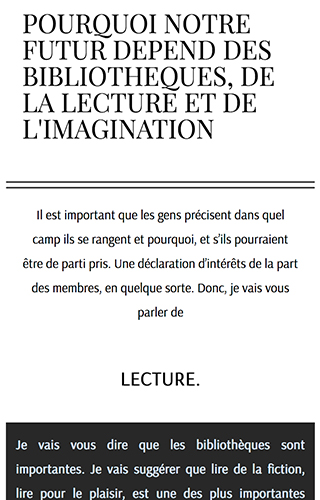 POURQUOI NOTRE
FUTUR DEPEND DES
BIBLIOTHEQUES, DE
LA LECTURE ET DE
L'IMAGINATION
Il est important que les gens précisent dans quel
camp ils se rangent et pourquoi, et s'ils pourraient
être de parti pris. Une déclaration d'intérêts de la part
des membres, en quelque sorte. Donc, je vais vous
parler de
LECTURE.
Je vais vous dire que les bibliothèques sont
importantes. Je vais suggérer que lire de la fiction,
lire pour le plaisir, est une des plus importantes